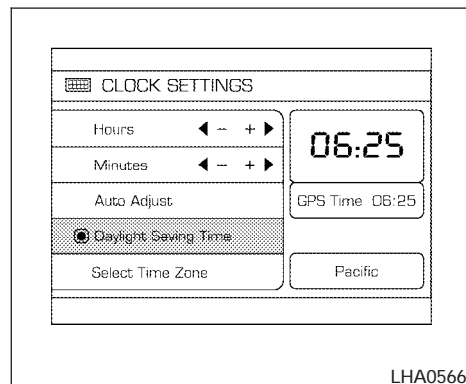 CLOCK SETTINGS
Hours ◀ – + ▶
Minutes ◀ – + ▶
Auto Adjust
Daylight Saving Time
Select Time Zone
06:25
GPS Time 06:25
Pacific
LHA0566